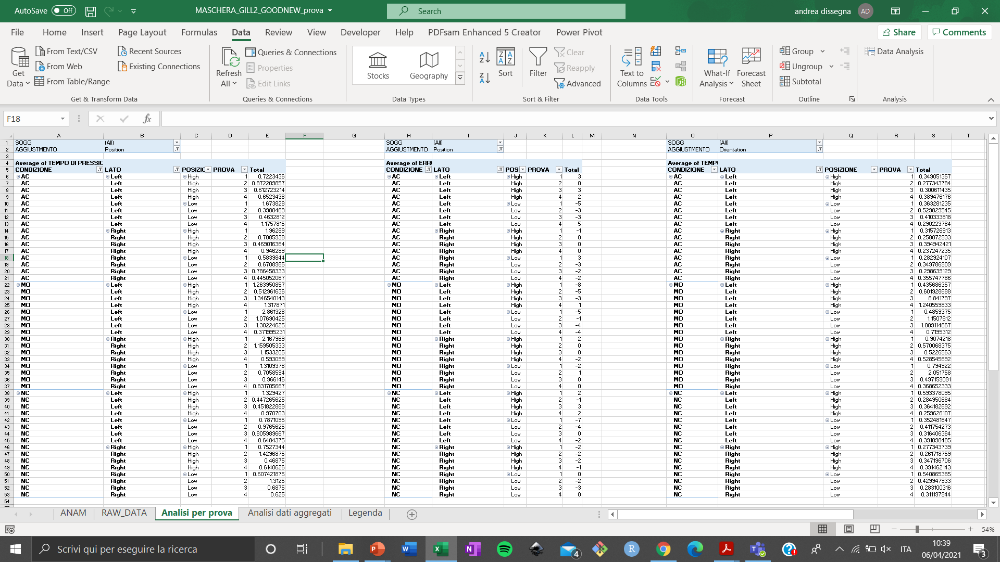 AutoSave Off MASCHERA_GILL2_GOODNEW_prova Search andrea dissegna AD
File Home Insert Page Layout Formulas Data Review View Developer Help PDFsam Enhanced 5 Creator Power Pivot Share Comments
Get Data
From Text/CSV
From Web
From Table/Range
Recent Sources
Existing Connections
Get & Transform Data
Refresh All
Queries & Connections
Properties
Edit Links
Queries & Connections
Stocks Geography
Data Types
Sort Filter
Clear
Reapply
Advanced
Sort & Filter
Text to Columns
Data Tools
What-If Analysis
Forecast Sheet
Forecast
Group
Ungroup
Subtotal
Outline
Data Analysis
Analysis
F18 fx
A B C D E F G H I J K L M N O P Q R S T
1 SOGG (All) SOGG (All) SOGG (All)
2 AGGIUSTMENTO Position AGGIUSTMENTO Position AGGIUSTMENTO Orientation
3
4 Average of TEMPO DI PRESSIC Average of ERR Average of TEMP
5 CONDIZIONE LATO POSIZIC PROVA Total CONDIZIONE LATO POSI PROVA Total CONDIZIONE LATO POSIZIONE PROVA Total
6 AC Left High 1 0.7223436 AC Left High 1 3 AC Left High 1 0.349051357
7 AC Left High 2 0.872209857 AC Left High 2 0 AC Left High 2 0.277343784
8 AC Left High 3 0.612723214 AC Left High 3 3 AC Left High 3 0.300611435
9 AC Left High 4 0.6523438 AC Left High 4 2 AC Left High 4 0.389476176
10 AC Left Low 1 1.673828 AC Left Low 1 -5 AC Left Low 1 0.363281235
11 AC Left Low 2 0.3980469 AC Left Low 2 -3 AC Left Low 2 0.529829545
12 AC Left Low 3 0.4632812 AC Left Low 3 -3 AC Left Low 3 0.410333818
13 AC Left Low 4 1.1757815 AC Left Low 4 5 AC Left Low 4 0.290223784
14 AC Right High 1 1.96289 AC Right High 1 -1 AC Right High 1 0.315726913
15 AC Right High 2 0.7085938 AC Right High 2 0 AC Right High 2 0.258072933
16 AC Right High 3 0.469016364 AC Right High 3 0 AC Right High 3 0.394942421
17 AC Right High 4 0.946289 AC Right High 4 0 AC Right High 4 0.237247235
18 AC Right Low 1 0.5839844 AC Right Low 1 3 AC Right Low 1 0.282924107
19 AC Right Low 2 0.6708985 AC Right Low 2 -3 AC Right Low 2 0.349786909
20 AC Right Low 3 0.786458333 AC Right Low 3 -2 AC Right Low 3 0.298639129
21 AC Right Low 4 0.445052067 AC Right Low 4 -2 AC Right Low 4 0.355747786
22 MO Left High 1 1.263950857 MO Left High 1 -8 MO Left High 1 0.435686357
23 MO Left High 2 0.512961636 MO Left High 2 -5 MO Left High 2 0.601928688
24 MO Left High 3 1.346540143 MO Left High 3 -3 MO Left High 3 8.841797
25 MO Left High 4 1.317871 MO Left High 4 1 MO Left High 4 1.240559833
26 MO Left Low 1 2.861328 MO Left Low 1 -5 MO Left Low 1 0.4859375
27 MO Left Low 2 1.07690425 MO Left Low 2 -1 MO Left Low 2 1.1507812
28 MO Left Low 3 1.30224625 MO Left Low 3 -4 MO Left Low 3 1.009114667
29 MO Left Low 4 0.371995231 MO Left Low 4 -4 MO Left Low 4 0.7195312
30 MO Right High 1 2.167969 MO Right High 1 2 MO Right High 1 0.9074218
31 MO Right High 2 1.159505333 MO Right High 2 0 MO Right High 2 0.570068375
32 MO Right High 3 1.1533205 MO Right High 3 0 MO Right High 3 0.5226563
33 MO Right High 4 0.593099 MO Right High 4 -2 MO Right High 4 0.528545692
34 MO Right Low 1 1.3109376 MO Right Low 1 -2 MO Right Low 1 0.794922
35 MO Right Low 2 0.7058594 MO Right Low 2 1 MO Right Low 2 2.051758
36 MO Right Low 3 0.966146 MO Right Low 3 0 MO Right Low 3 0.497159091
37 MO Right Low 4 0.831705667 MO Right Low 4 0 MO Right Low 4 0.368652333
38 NC Left High 1 1.329427 NC Left High 1 2 NC Left High 1 0.593378095
39 NC Left High 2 0.447265625 NC Left High 2 -1 NC Left High 2 0.284950684
40 NC Left High 3 0.451822889 NC Left High 3 3 NC Left High 3 0.364182692
41 NC Left High 4 0.970703 NC Left High 4 2 NC Left High 4 0.259626107
42 NC Left Low 1 0.7871095 NC Left Low 1 -7 NC Left Low 1 0.352481647
43 NC Left Low 2 0.9765625 NC Left Low 2 -4 NC Left Low 2 0.411754273
44 NC Left Low 3 0.805989667 NC Left Low 3 0 NC Left Low 3 0.316406364
45 NC Left Low 4 0.6484375 NC Left Low 4 -2 NC Left Low 4 0.391098485
46 NC Right High 1 0.7527344 NC Right High 1 -2 NC Right High 1 0.277343739
47 NC Right High 2 1.4296875 NC Right High 2 -2 NC Right High 2 0.261718759
48 NC Right High 3 0.46875 NC Right High 3 -2 NC Right High 3 0.347196706
49 NC Right High 4 0.6140626 NC Right High 4 -1 NC Right High 4 0.391462143
50 NC Right Low 1 0.607421875 NC Right Low 1 0 NC Right Low 1 0.540865385
51 NC Right Low 2 1.3125 NC Right Low 2 -2 NC Right Low 2 0.429947933
52 NC Right Low 3 0.6875 NC Right Low 3 -3 NC Right Low 3 0.283100316
53 NC Right Low 4 0.625 NC Right Low 4 0 NC Right Low 4 0.311197944
54
ANAM RAW_DATA Analisi per prova Analisi dati aggregati Legenda
54%
Scrivi qui per eseguire la ricerca 4 ITA 10:39
06/04/2021 3